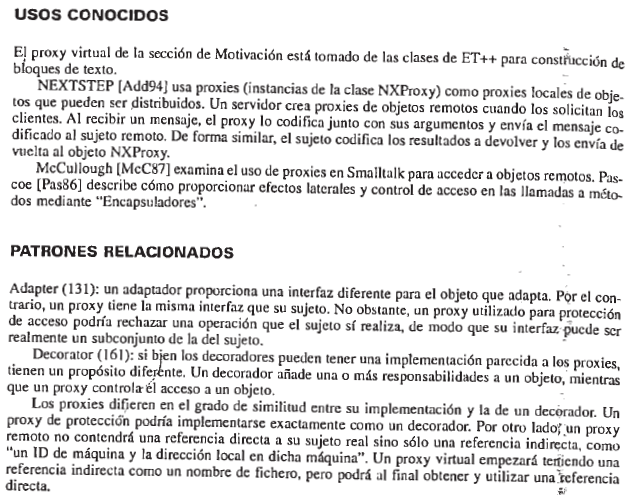 USOS CONOCIDOS
El proxy virtual de la sección de Motivación está tomado de las clases de ET++ para construcción de
bloques de texto.
NEXTSTEP [Add94] usa proxies (instancias de la clase NXProxy) como proxies locales de obje-
tos que pueden ser distribuidos. Un servidor crea proxies de objetos remotos cuando los solicitan los
clientes. Al recibir un mensaje, el proxy lo codifica junto con sus argumentos y envía el mensaje co-
dificado al sujeto remoto. De forma similar, el sujeto codifica los resultados a devolver y los envía de
vuelta al objeto NXProxy.
McCullough [McC87] examina el uso de proxies en Smalltalk para acceder a objetos remotos. Pas-
coe [Pas86] describe cómo proporcionar efectos laterales y control de acceso en las llamadas a méto-
dos mediante "Encapsuladores".
PATRONES RELACIONADOS
Adapter (131): un adaptador proporciona una interfaz diferente para el objeto que adapta. Por el con-
trario, un proxy tiene la misma interfaz que su sujeto. No obstante, un proxy utilizado para protección
de acceso podría rechazar una operación que el sujeto sí realiza, de modo que su interfaz puede ser
realmente un subconjunto de la del sujeto.
Decorator (161): si bien los decoradores pueden tener una implementación parecida a los proxies,
tienen un propósito diferente. Un decorador añade una o más responsabilidades a un objeto, mientras
que un proxy controla el acceso a un objeto.
Los proxies difieren en el grado de similitud entre su implementación y la de un decorador. Un
proxy de protección podría implementarse exactamente como un decorador. Por otro lado, un proxy
remoto no contendrá una referencia directa a su sujeto real sino sólo una referencia indirecta, como
"un ID de máquina y la dirección local en dicha máquina". Un proxy virtual empezará teniendo una
referencia indirecta como un nombre de fichero, pero podrá al final obtener y utilizar una referencia
directa.